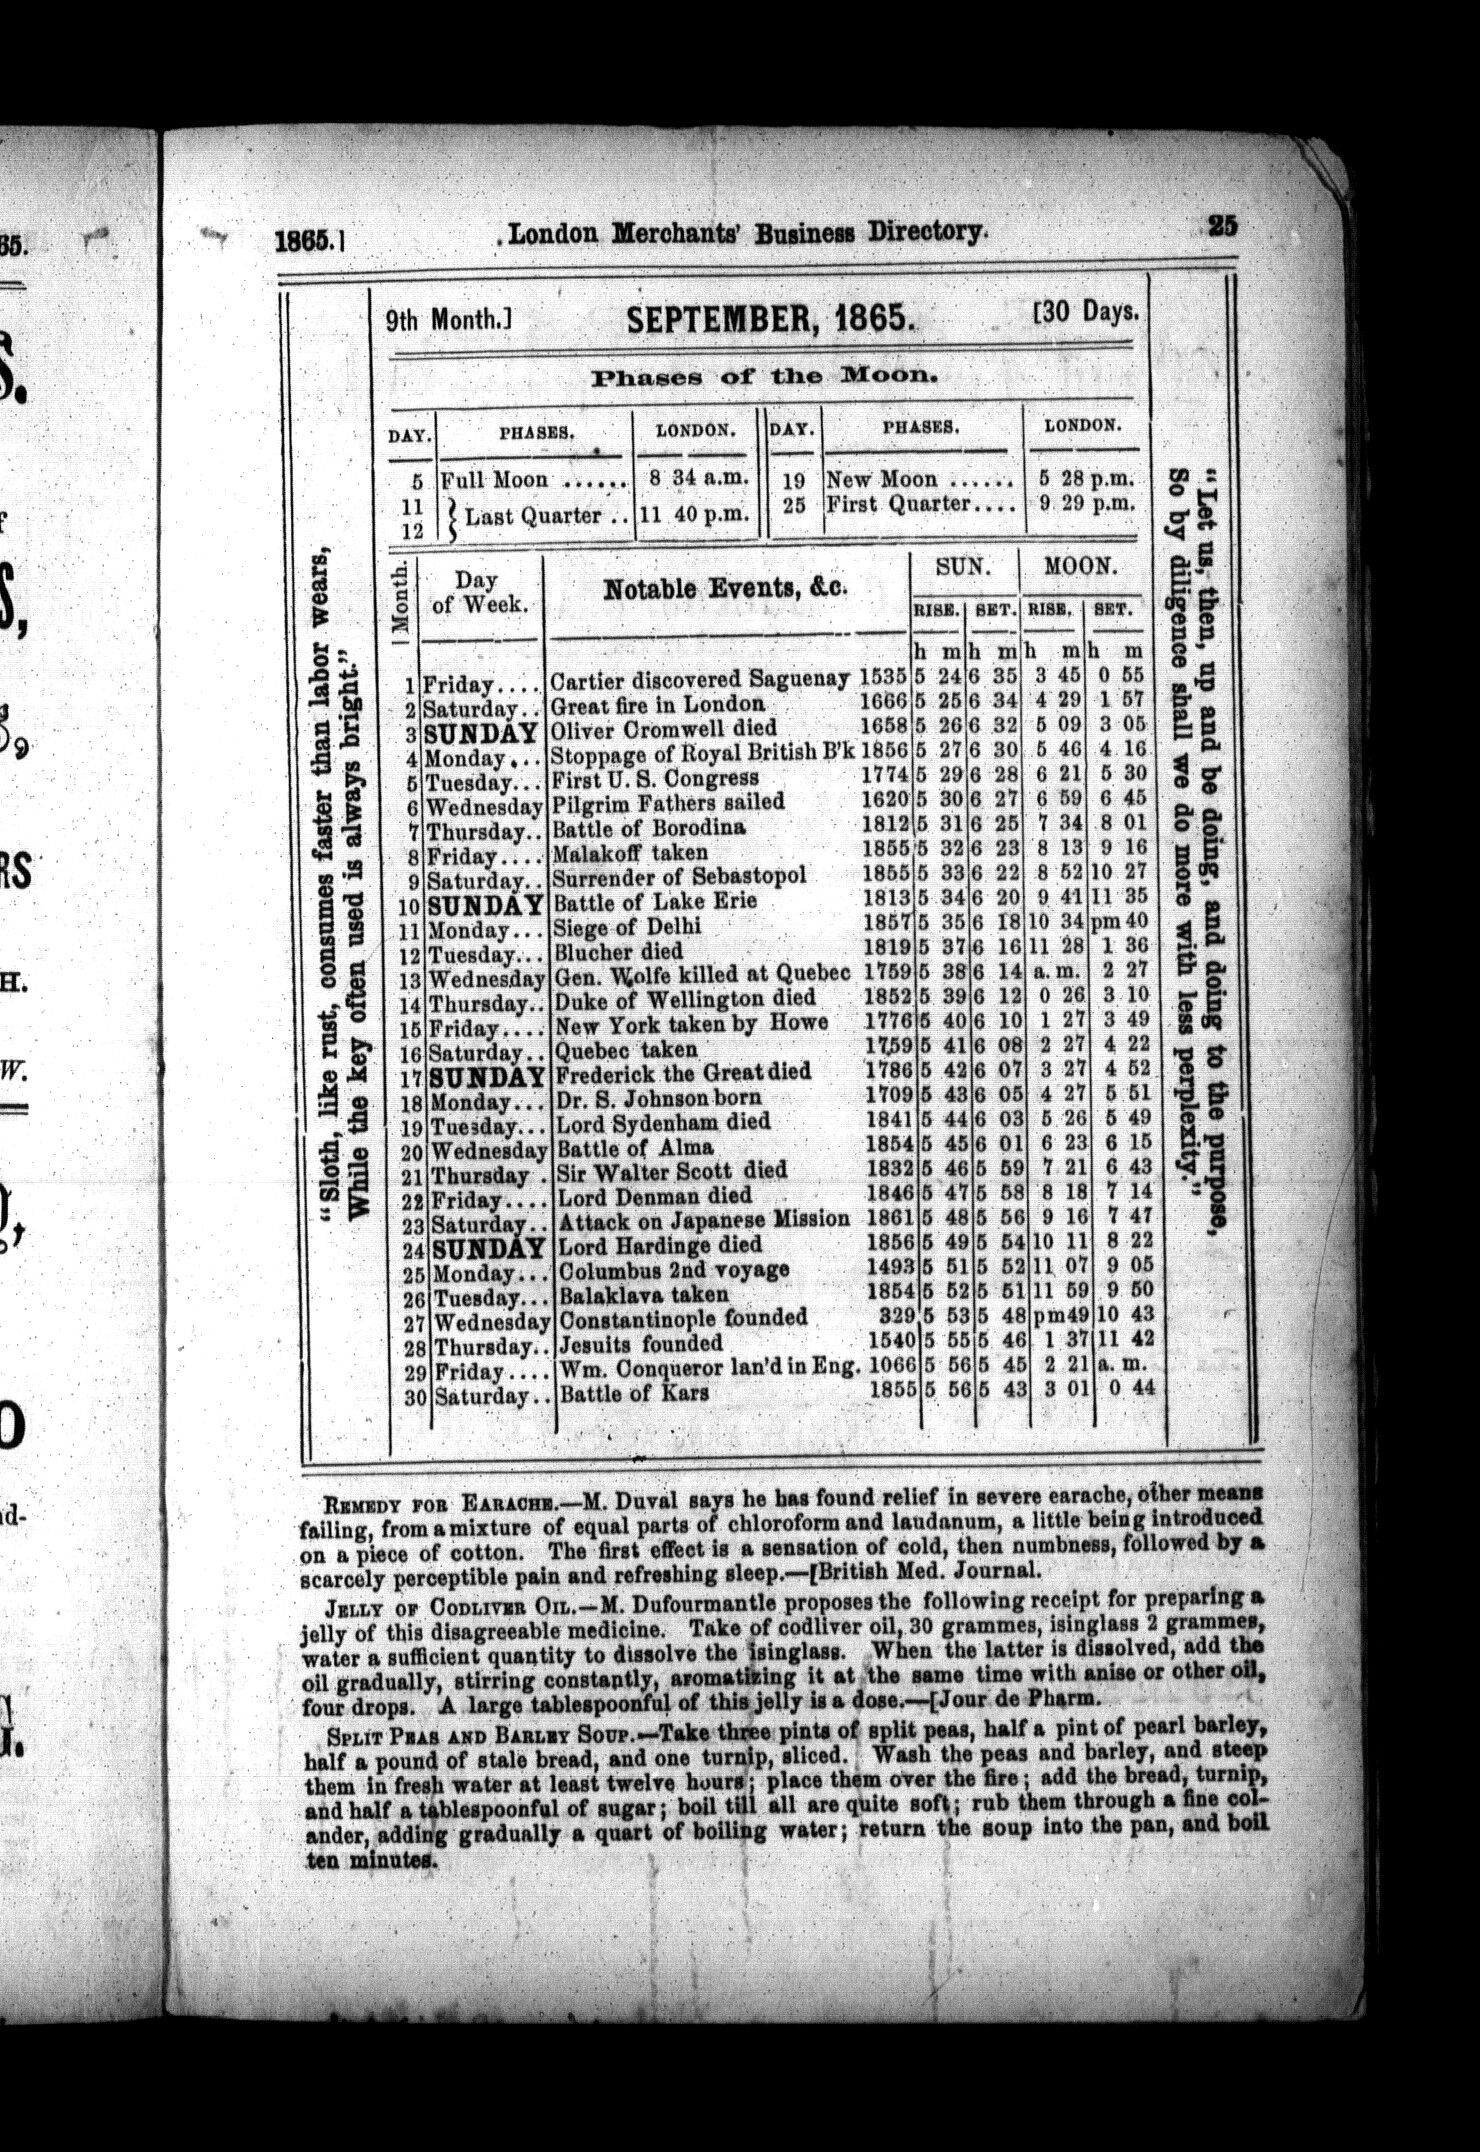 1865.]
London Merchants' Business Directory.
25
9th Month.]
SEPTEMBER, 1865.
[30 Days.
Phases of the Moon.
DAY. PHASES. LONDON. DAY. PHASES. LONDON.
5 Full Moon ...... 8 34 a.m. 19 New Moon ...... 5 28 p.m.
11 12 } Last Quarter .. 11 40 p.m. 25 First Quarter.... 9 29 p.m.
Month. Day of Week. Notable Events, &c. SUN. MOON.
RISE. SET. RISE. SET.
h m h m h m h m
1 Friday.... Cartier discovered Saguenay 1535 5 24 6 35 3 45 0 55
2 Saturday.. Great fire in London 1666 5 25 6 34 4 29 1 57
3 SUNDAY Oliver Cromwell died 1658 5 26 6 32 5 09 3 05
4 Monday... Stoppage of Royal British B'k 1856 5 27 6 30 5 46 4 16
5 Tuesday... First U. S. Congress 1774 5 29 6 28 6 21 5 30
6 Wednesday Pilgrim Fathers sailed 1620 5 30 6 27 6 59 6 45
7 Thursday.. Battle of Borodina 1812 5 31 6 25 7 34 8 01
8 Friday.... Malakoff taken 1855 5 32 6 23 8 13 9 16
9 Saturday.. Surrender of Sebastopol 1855 5 33 6 22 8 52 10 27
10 SUNDAY Battle of Lake Erie 1813 5 34 6 20 9 41 11 35
11 Monday... Siege of Delhi 1857 5 35 6 18 10 34 pm 40
12 Tuesday... Blucher died 1819 5 37 6 16 11 28 1 36
13 Wednesday Gen. Wolfe killed at Quebec 1759 5 38 6 14 a. m. 2 27
14 Thursday.. Duke of Wellington died 1852 5 39 6 12 0 26 3 10
15 Friday.... New York taken by Howe 1776 5 40 6 10 1 27 3 49
16 Saturday.. Quebec taken 1759 5 41 6 08 2 27 4 22
17 SUNDAY Frederick the Great died 1786 5 42 6 07 3 27 4 52
18 Monday... Dr. S. Johnson born 1709 5 43 6 05 4 27 5 51
19 Tuesday... Lord Sydenham died 1841 5 44 6 03 5 26 5 49
20 Wednesday Battle of Alma 1854 5 45 6 01 6 23 6 15
21 Thursday . Sir Walter Scott died 1832 5 46 5 59 7 21 6 43
22 Friday.... Lord Denman died 1846 5 47 5 58 8 18 7 14
23 Saturday.. Attack on Japanese Mission 1861 5 48 5 56 9 16 7 47
24 SUNDAY Lord Hardinge died 1856 5 49 5 54 10 11 8 22
25 Monday... Columbus 2nd voyage 1493 5 51 5 52 11 07 9 05
26 Tuesday... Balaklava taken 1854 5 52 5 51 11 59 9 50
27 Wednesday Constantinople founded 329 5 53 5 48 pm49 10 43
28 Thursday.. Jesuits founded 1540 5 55 5 46 1 37 11 42
29 Friday.... Wm. Conqueror lan'd in Eng. 1066 5 56 5 45 2 21 a. m.
30 Saturday.. Battle of Kars 1855 5 56 5 43 3 01 0 44
"Sloth, like rust, consumes faster than labor wears,
While the key often used is always bright."
"Let us, then, up and be doing, and doing to the purpose,
So by diligence shall we do more with less perplexity."
REMEDY FOR EARACHE.—M. Duval says he has found relief in severe earache, other means
failing, from a mixture of equal parts of chloroform and laudanum, a little being introduced
on a piece of cotton. The first effect is a sensation of cold, then numbness, followed by a
scarcely perceptible pain and refreshing sleep.—[British Med. Journal.
JELLY OF CODLIVER OIL.—M. Dufourmantle proposes the following receipt for preparing a
jelly of this disagreeable medicine. Take of codliver oil, 30 grammes, isinglass 2 grammes,
water a sufficient quantity to dissolve the isinglass. When the latter is dissolved, add the
oil gradually, stirring constantly, aromatizing it at the same time with anise or other oil,
four drops. A large tablespoonful of this jelly is a dose.—[Jour de Pharm.
SPLIT PEAS AND BARLEY SOUP.—Take three pints of split peas, half a pint of pearl barley,
half a pound of stale bread, and one turnip, sliced. Wash the peas and barley, and steep
them in fresh water at least twelve hours; place them over the fire; add the bread, turnip,
and half a tablespoonful of sugar; boil till all are quite soft; rub them through a fine col-
ander, adding gradually a quart of boiling water; return the soup into the pan, and boil
ten minutes.